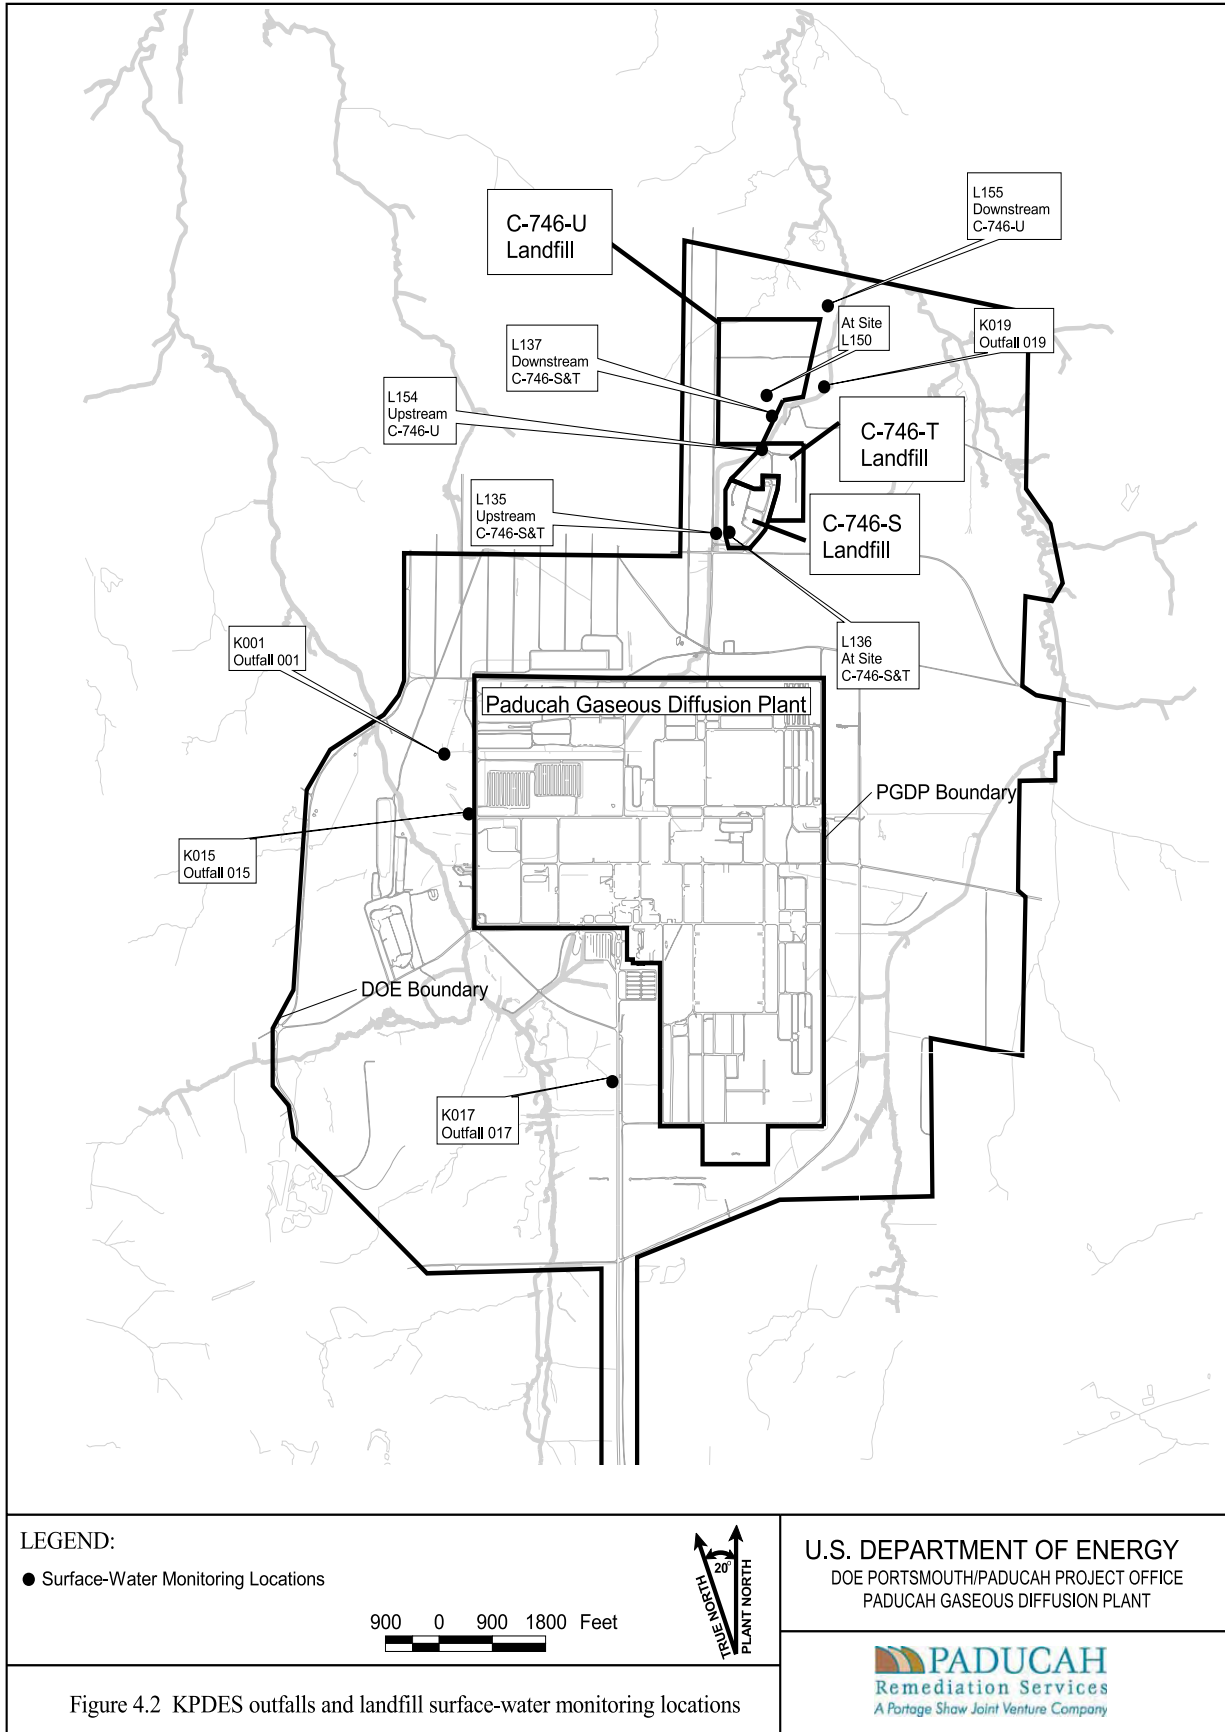 L155
Downstream
C-746-U
C-746-U
Landfill
At Site
L150
K019
Outfall 019
L137
Downstream
C-746-S&T
L154
Upstream
C-746-U
C-746-T
Landfill
L135
Upstream
C-746-S&T
C-746-S
Landfill
K001
Outfall 001
L136
At Site
C-746-S&T
Paducah Gaseous Diffusion Plant
PGDP Boundary
K015
Outfall 015
DOE Boundary
K017
Outfall 017
LEGEND:
Surface-Water Monitoring Locations
900 0 900 1800 Feet
20°
TRUE NORTH
PLANT NORTH
U.S. DEPARTMENT OF ENERGY
DOE PORTSMOUTH/PADUCAH PROJECT OFFICE
PADUCAH GASEOUS DIFFUSION PLANT
PADUCAH
Remediation Services
A Portage Shaw Joint Venture Company
Figure 4.2 KPDES outfalls and landfill surface-water monitoring locations